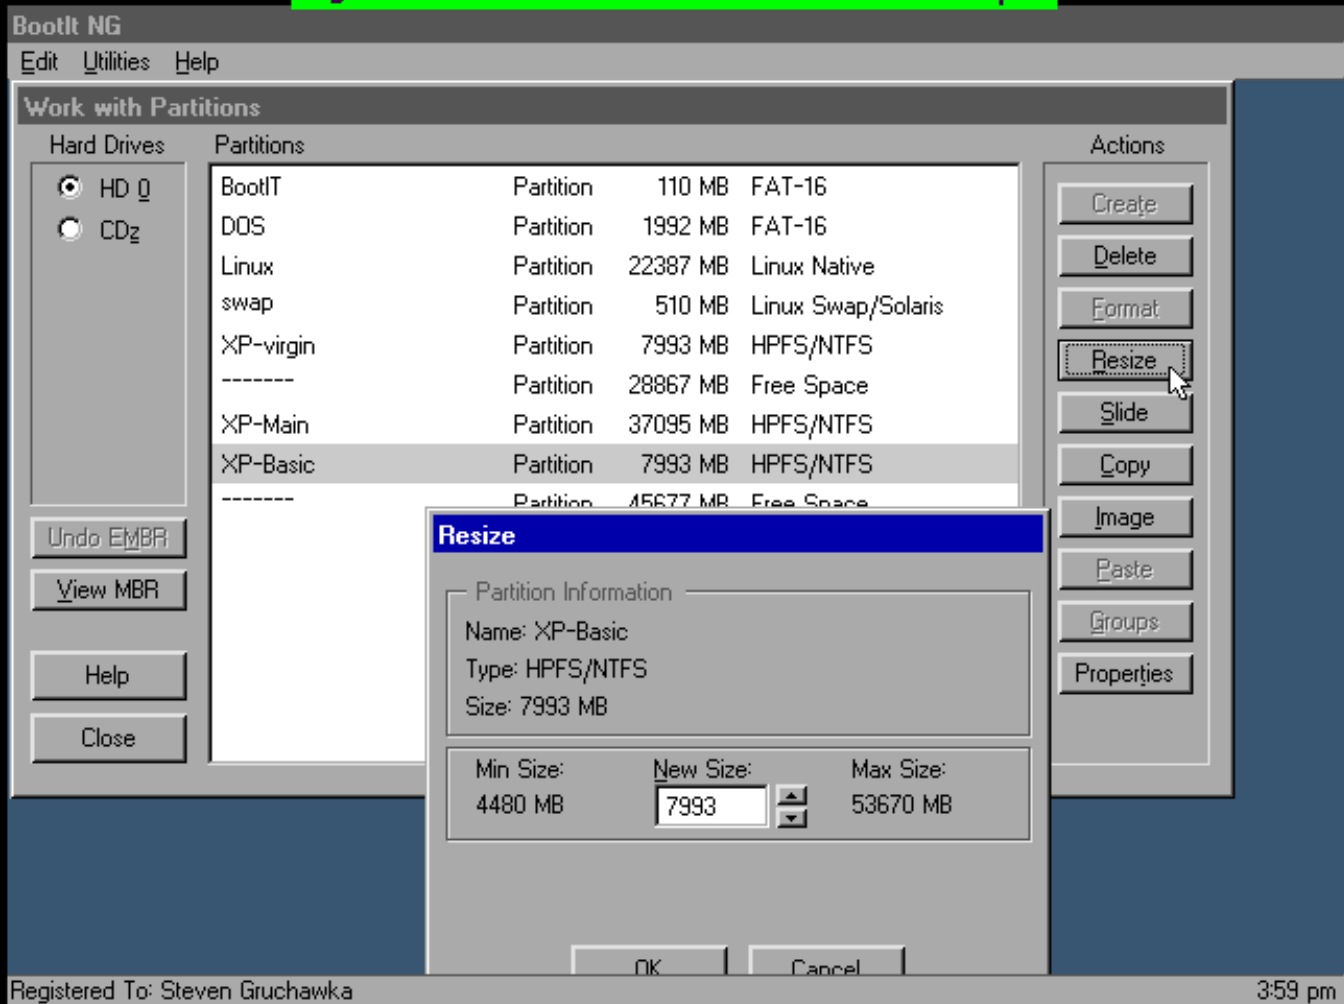 BootIt NG
Edit Utilities Help
Work with Partitions
Hard Drives Partitions Actions
HD 0
CDz
BootIT Partition 110 MB FAT-16
DOS Partition 1992 MB FAT-16
Linux Partition 22387 MB Linux Native
swap Partition 510 MB Linux Swap/Solaris
XP-virgin Partition 7993 MB HPFS/NTFS
------- Partition 28867 MB Free Space
XP-Main Partition 37095 MB HPFS/NTFS
XP-Basic Partition 7993 MB HPFS/NTFS
------- Partition 45677 MB Free Space
Create
Delete
Format
Resize
Slide
Copy
Image
Paste
Groups
Properties
Undo EMBR
View MBR
Help
Close
Resize
Partition Information
Name: XP-Basic
Type: HPFS/NTFS
Size: 7993 MB
Min Size: New Size: Max Size:
4480 MB 7993 53670 MB
OK Cancel
Registered To: Steven Gruchawka 3:59 pm